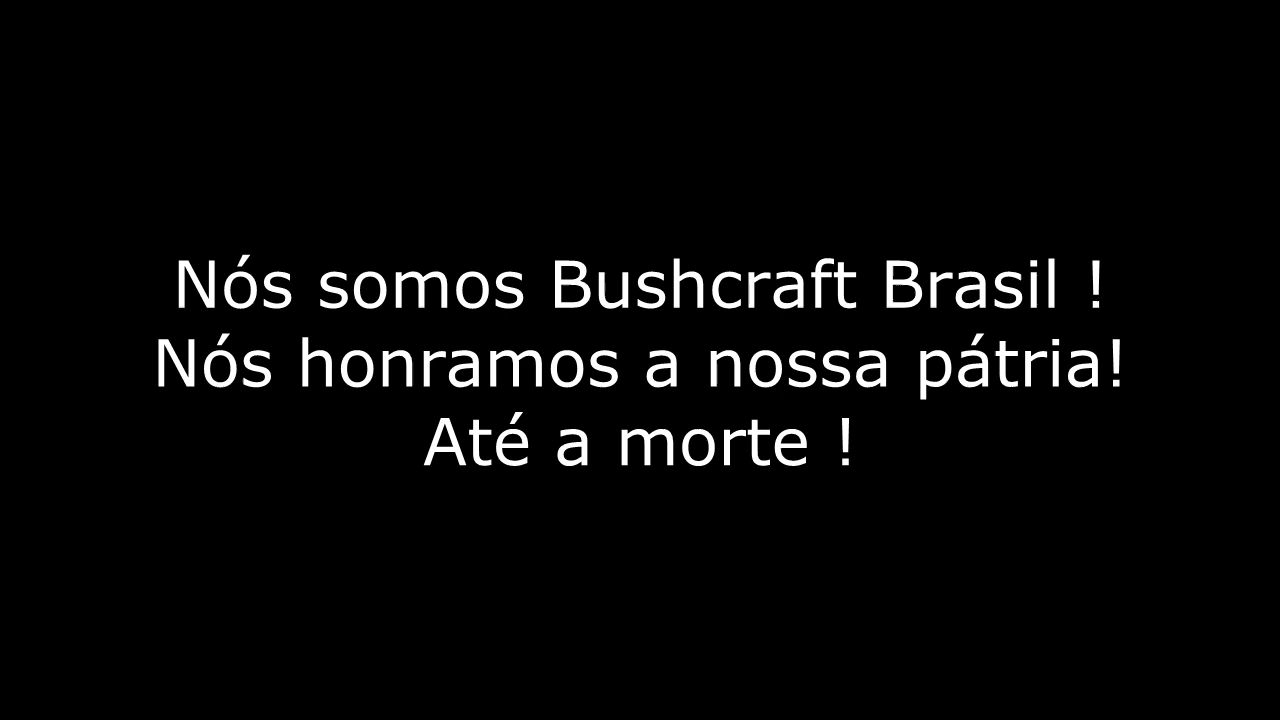 Nós somos Bushcraft Brasil !
Nós honramos a nossa pátria!
Até a morte !